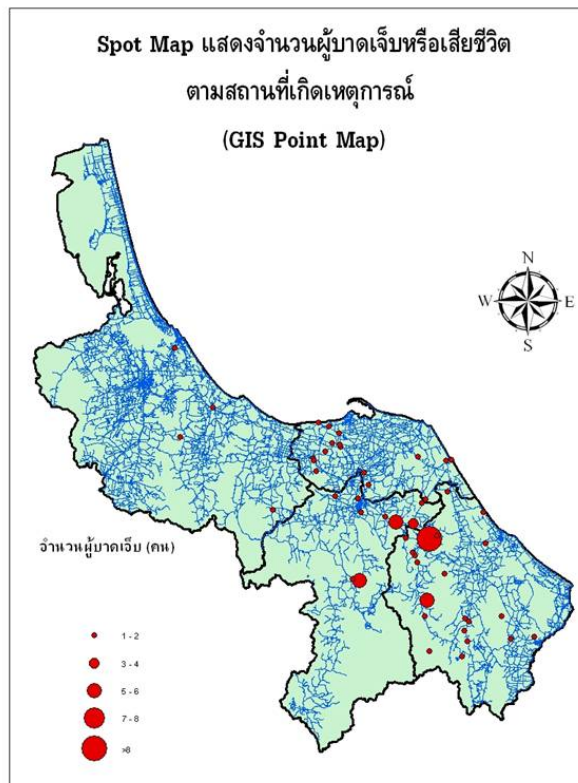 Spot Map แสดงจำนวนผู้บาดเจ็บหรือเสียชีวิต
ตามสถานที่เกิดเหตุการณ์
(GIS Point Map)
N
W E
S
จำนวนผู้บาดเจ็บ (คน)
1 - 2
3 - 4
5 - 6
7 - 8
>8